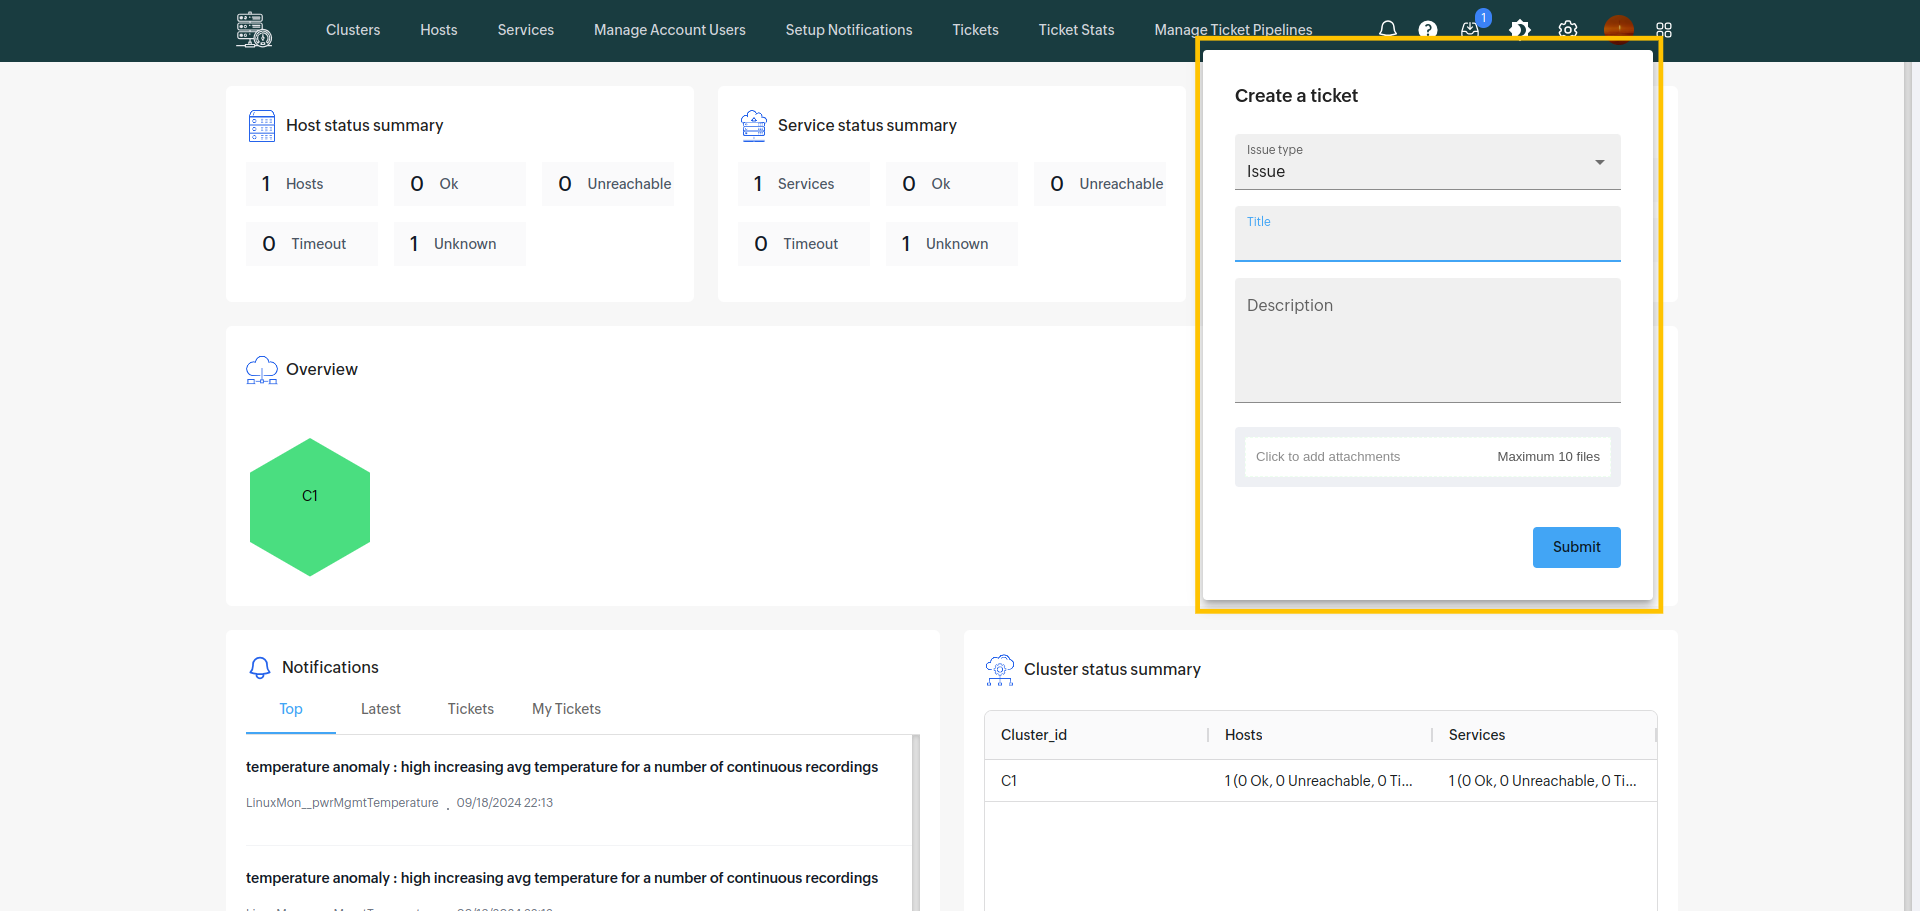 Clusters Hosts Services Manage Account Users Setup Notifications Tickets Ticket Stats Manage Ticket Pipelines 1
Host status summary
1 Hosts 0 Ok 0 Unreachable
0 Timeout 1 Unknown
Service status summary
1 Services 0 Ok 0 Unreachable
0 Timeout 1 Unknown
Create a ticket
Issue type
Issue
Title
Description
Click to add attachments Maximum 10 files
Submit
Overview
C1
Notifications
Top Latest Tickets My Tickets
temperature anomaly : high increasing avg temperature for a number of continuous recordings
LinuxMon__pwrMgmtTemperature , 09/18/2024 22:13
temperature anomaly : high increasing avg temperature for a number of continuous recordings
Cluster status summary
Cluster_id Hosts Services
C1 1 (0 Ok, 0 Unreachable, 0 Ti... 1 (0 Ok, 0 Unreachable, 0 Ti...